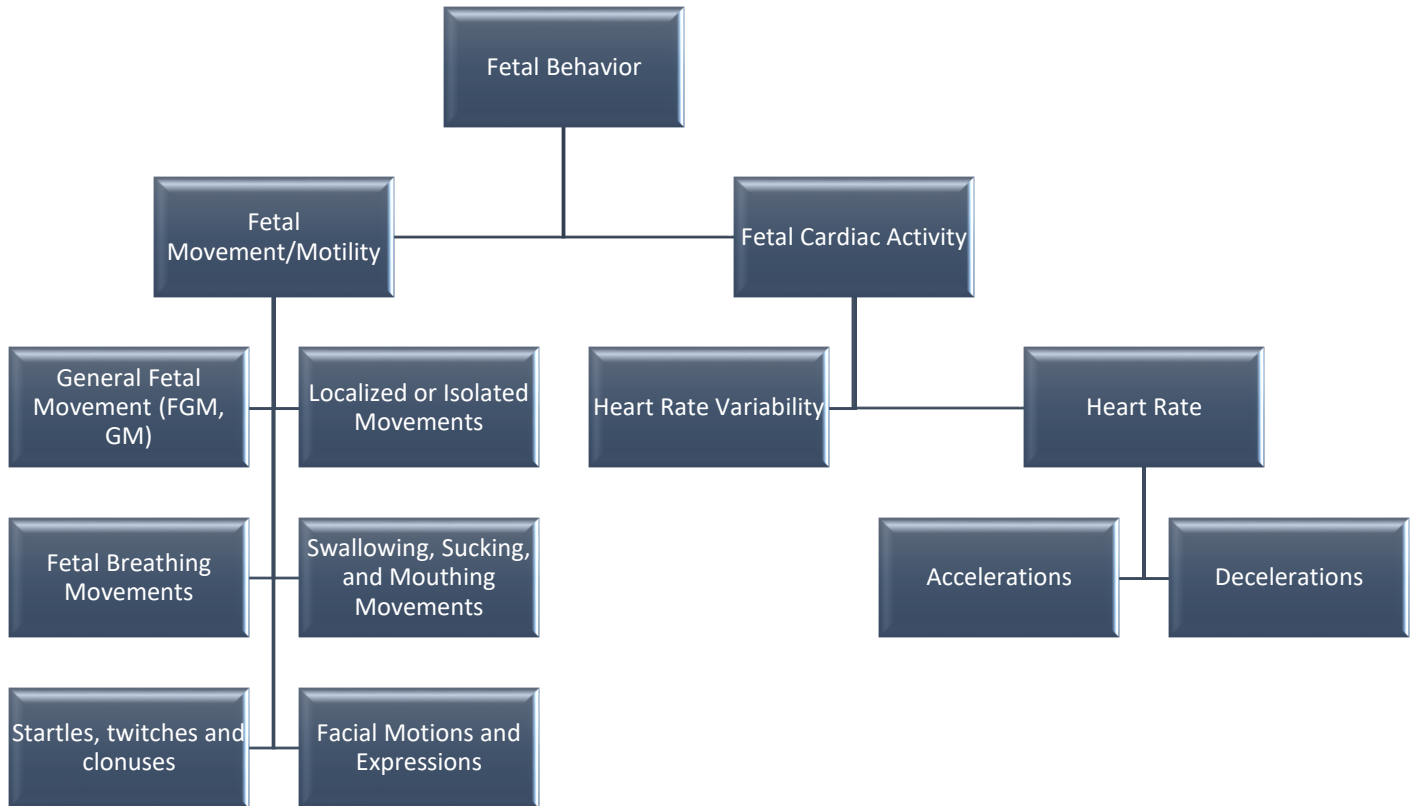 Fetal Behavior
Fetal
Movement/Motility
Fetal Cardiac Activity
General Fetal
Movement (FGM,
GM)
Localized or Isolated
Movements
Heart Rate Variability
Heart Rate
Fetal Breathing
Movements
Swallowing, Sucking,
and Mouthing
Movements
Accelerations
Decelerations
Startles, twitches and
clonuses
Facial Motions and
Expressions